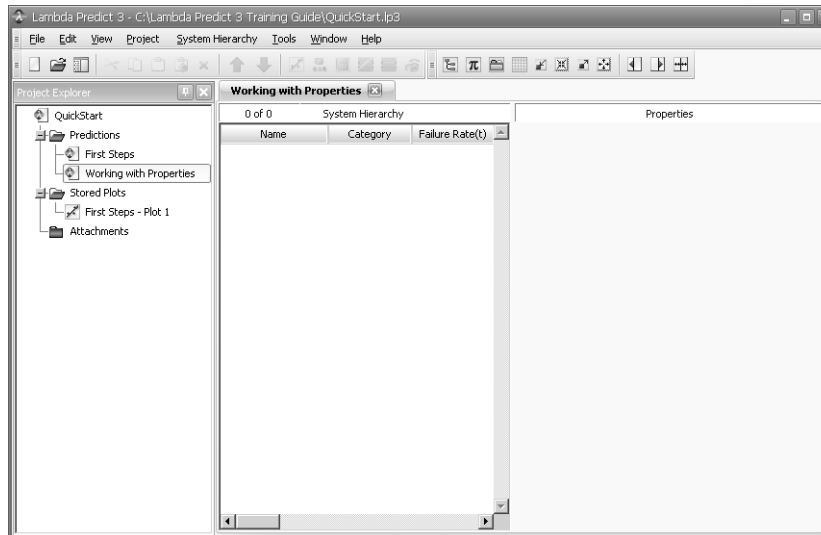 Lambda Predict 3 - C:\Lambda Predict 3 Training Guide\QuickStart.lp3
File Edit View Project System Hierarchy Tools Window Help
π
Project Explorer
Working with Properties
QuickStart
0 of 0 System Hierarchy
Properties
Predictions
Name Category Failure Rate(t)
First Steps
Working with Properties
Stored Plots
First Steps - Plot 1
Attachments